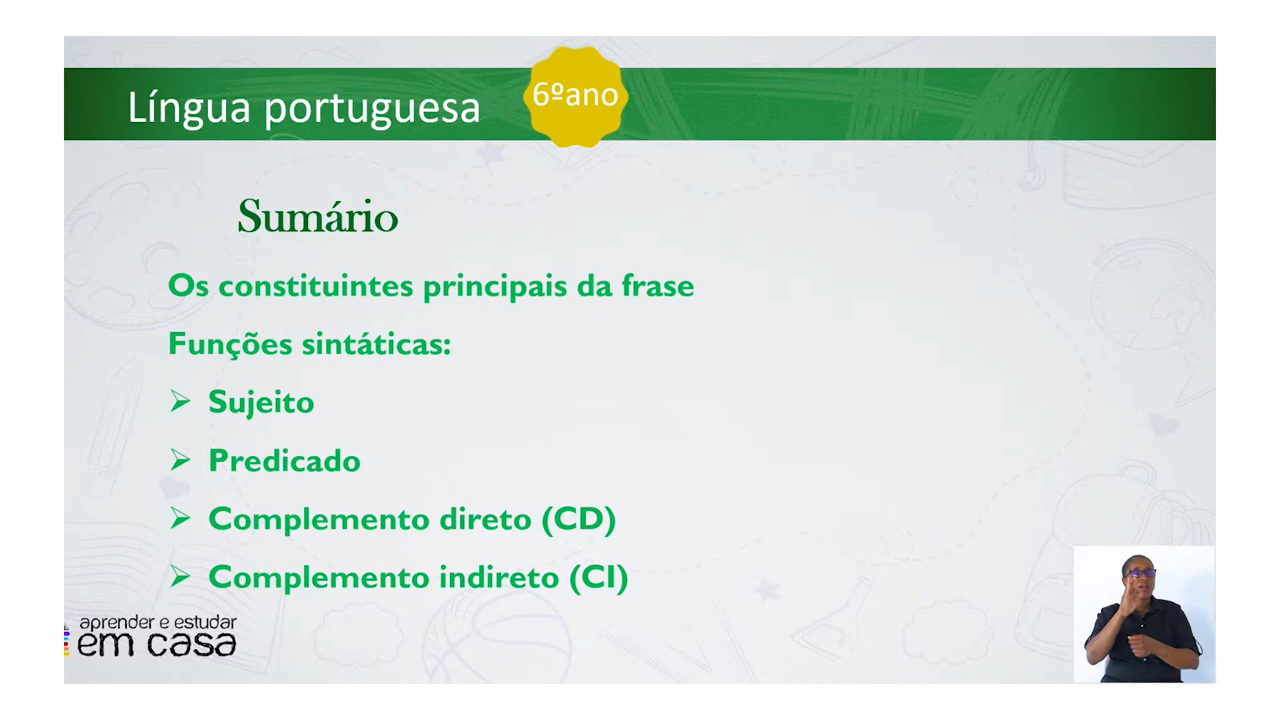 Língua portuguesa
6ºano
Sumário
Os constituintes principais da frase
Funções sintáticas:
➢ Sujeito
➢ Predicado
➢ Complemento direto (CD)
➢ Complemento indireto (CI)
aprender e estudar
em casa